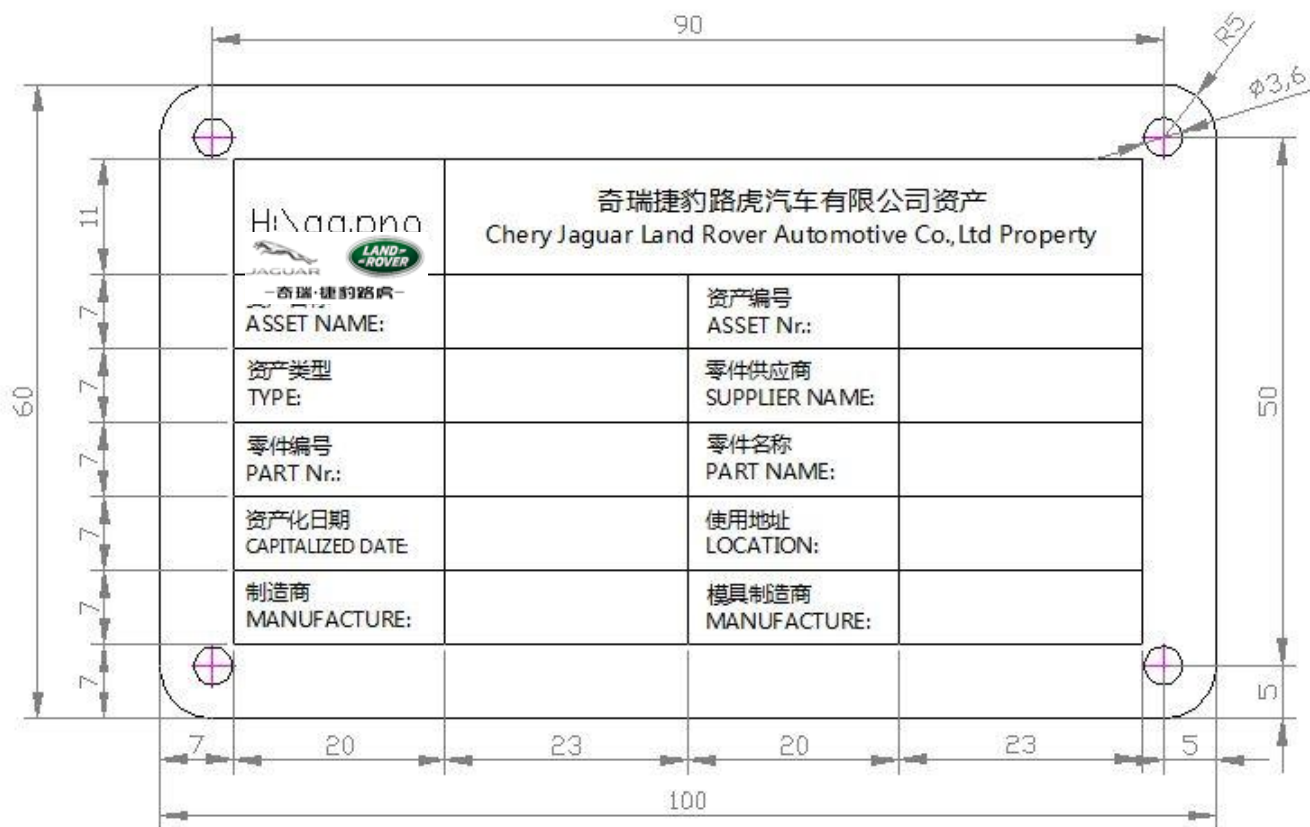 90
R5
ø3,6
奇瑞捷豹路虎汽车有限公司资产
Chery Jaguar Land Rover Automotive Co.,Ltd Property
11
JAGUAR
LAND-
-ROVER
-奇瑞·捷豹路虎-
7
ASSET NAME:
资产编号
ASSET Nr.:
7
资产类型
TYPE:
零件供应商
SUPPLIER NAME:
60
50
7
零件编号
PART Nr.:
零件名称
PART NAME:
7
资产化日期
CAPITALIZED DATE:
使用地址
LOCATION:
7
制造商
MANUFACTURE:
模具制造商
MANUFACTURE:
7
5
7
20
23
20
23
5
100